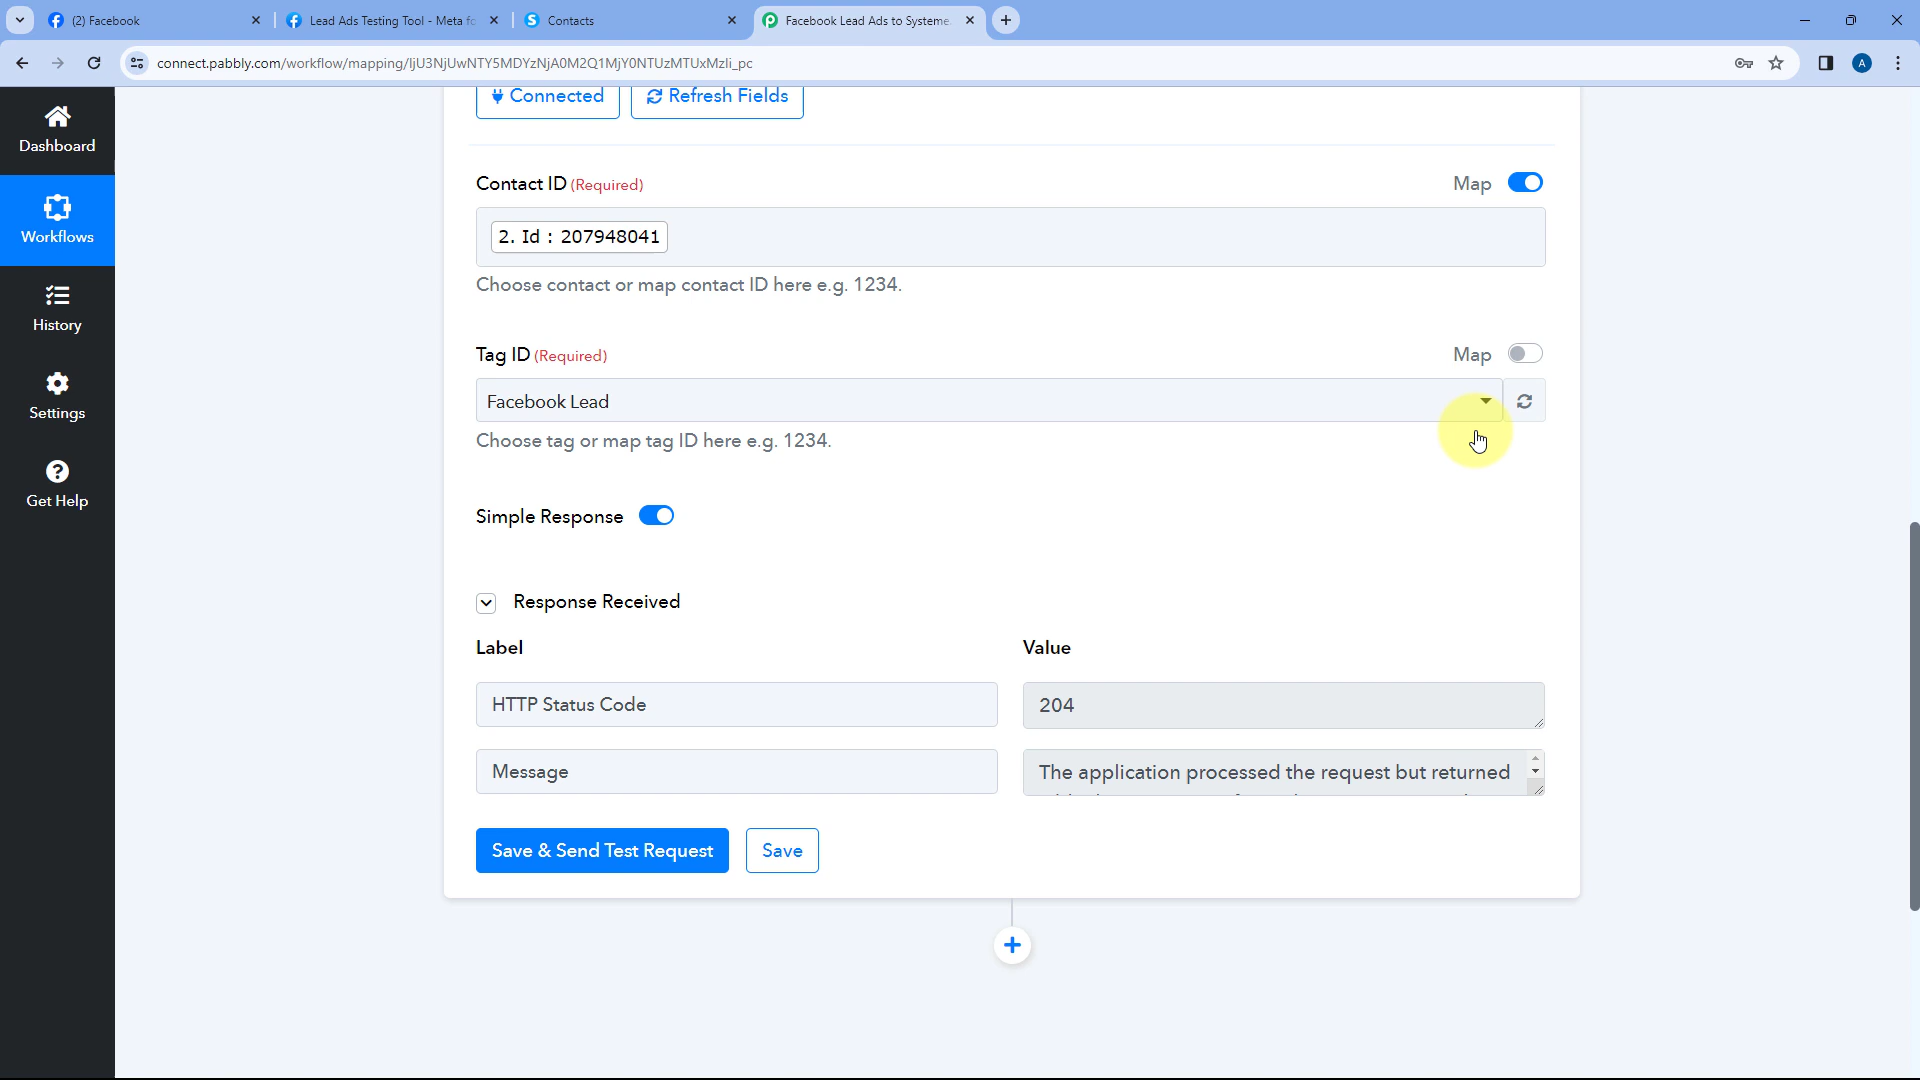 (2) Facebook
Lead Ads Testing Tool - Meta fo
Contacts
Facebook Lead Ads to Systeme.
connect.pabbly.com/workflow/mapping/IjU3NjUwNTY5MDYzNjA0M2Q1MjY0NTUzMTUxMzIi_pc
A
Dashboard
Workflows
History
Settings
Get Help
Connected
Refresh Fields
Contact ID (Required)
Map
2. Id : 207948041
Choose contact or map contact ID here e.g. 1234.
Tag ID (Required)
Map
Facebook Lead
Choose tag or map tag ID here e.g. 1234.
Simple Response
Response Received
Label
Value
HTTP Status Code
204
Message
The application processed the request but returned
Save & Send Test Request
Save